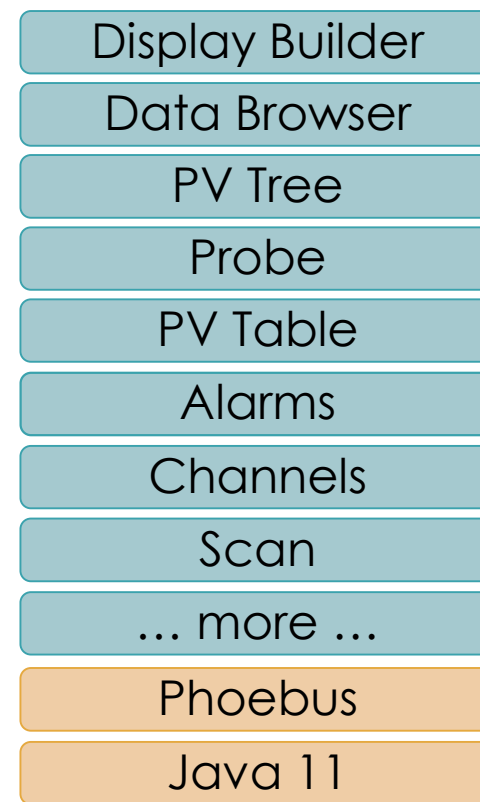 Display Builder
Data Browser
PV Tree
Probe
PV Table
Alarms
Channels
Scan
… more …
Phoebus
Java 11